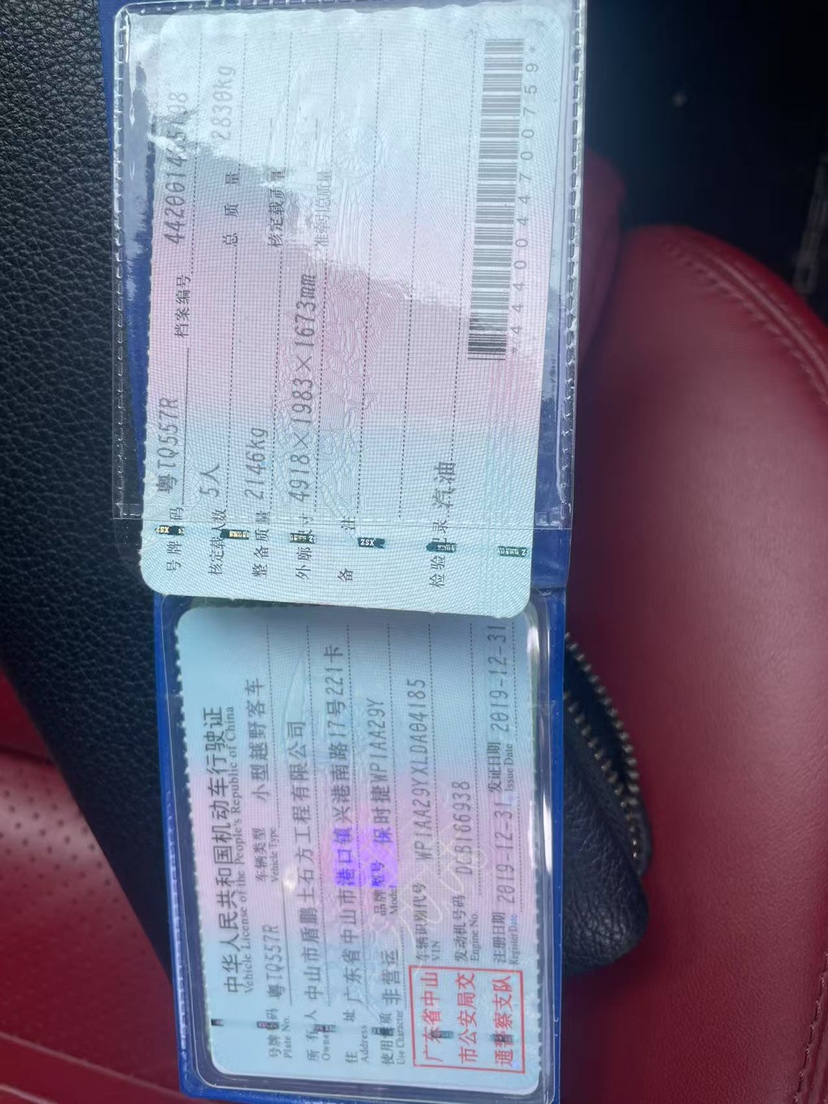 中华人民共和国机动车行驶证
Vehicle License of the People's Republic of China
号牌号码 粤TQ557R 车辆类型 小型越野客车
Plate No. Vehicle Type
所有人 中山市盾鹏土石方工程有限公司
Owner
住址 广东省中山市港口镇兴港南路17号221卡
Address
使用性质 非营运 品牌型号 保时捷WP1AA29Y
Use Character Model
广东省中山市公安局交通警察支队
车辆识别代号 WP1AA29YXLDA04185
VIN
发动机号码 DCB166938
Engine No.
注册日期 2019-12-31 发证日期 2019-12-31
Register Date Issue Date
号牌号码 粤TQ557R 档案编号
核定载人数 5人 总质量 2830kg
整备质量 2146kg 核定载质量
外廓尺寸 4918×1983×1673mm 准牵引总质量
备注
检验记录 汽油
*4440044700759*